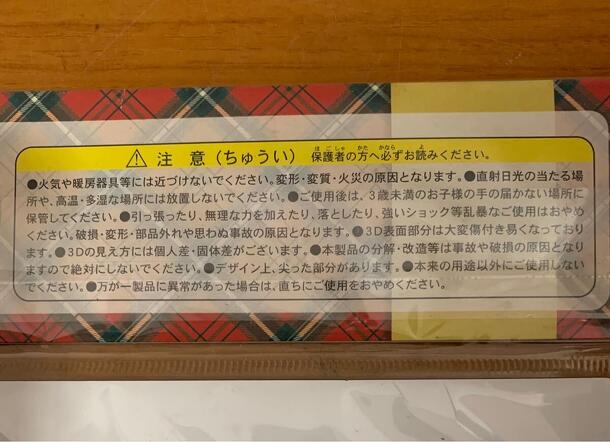 ⚠ 注意(ちゅうい) 保護者の方へ必ずお読みください。
ほごしゃ かた かなら よ
●火気や暖房器具等には近づけないでください。変形・変質・火災の原因となります。●直射日光の当たる場
所や、高温・多湿な場所には放置しないでください。●ご使用後は、3歳未満のお子様の手の届かない場所に
保管してください。●引っ張ったり、無理な力を加えたり、落としたり、強いショック等乱暴なご使用はおやめ
ください。破損・変形・部品外れや思わぬ事故の原因となります。●3D表面部分は大変傷付き易くなっており
ます。●3Dの見え方には個人差・固体差がございます。●本製品の分解・改造等は事故や破損の原因となり
ますので絶対にしないでください。●デザイン上、尖った部分があります。●本来の用途以外にご使用しない
でください。●万が一製品に異常があった場合は、直ちにご使用をおやめください。